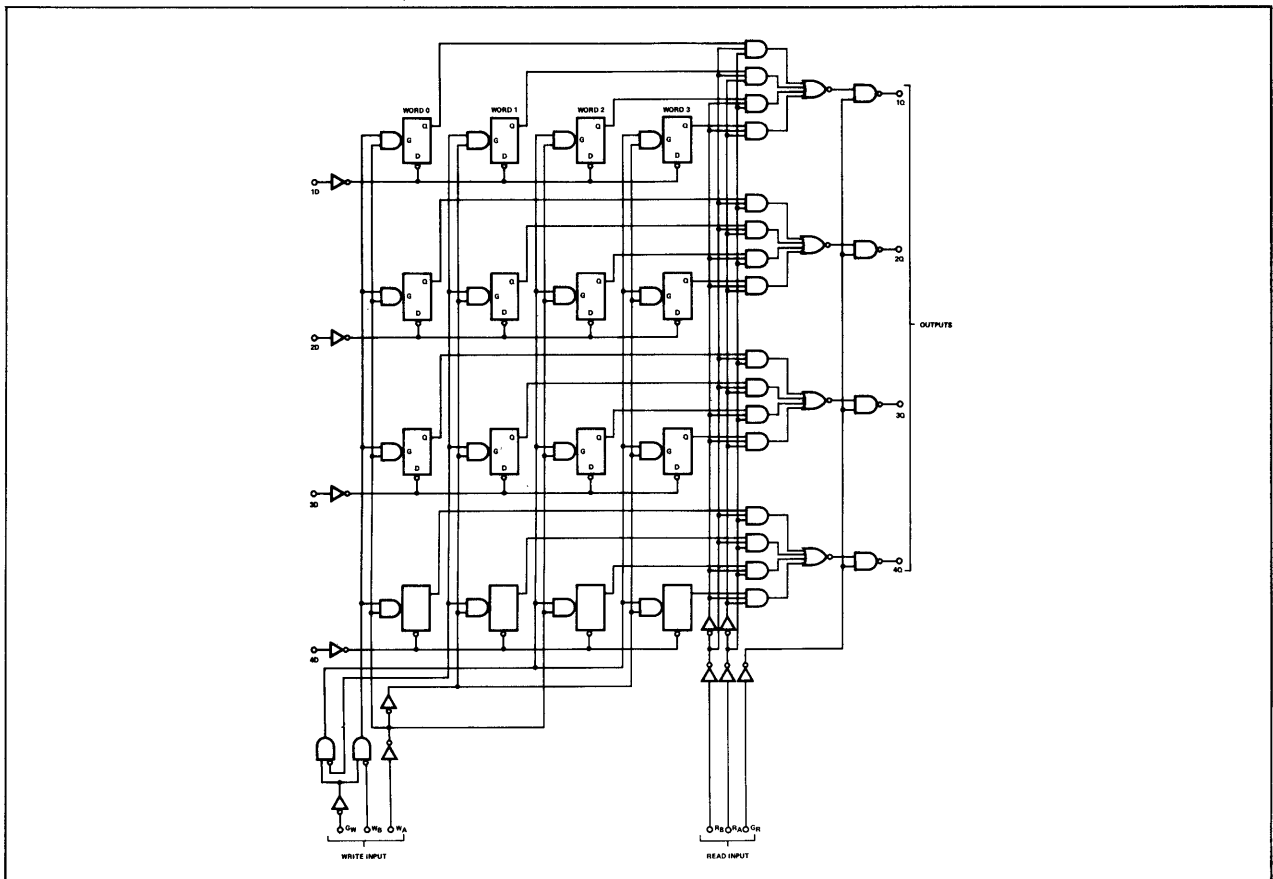 WORD 0 WORD 1 WORD 2 WORD 3
Q Q Q Q
G G G G
D D D D
1D
1Q
Q Q Q Q
G G G G
D D D D
2D
2Q
OUTPUTS
Q Q Q Q
G G G G
D D D D
3D
3Q
4D
4Q
GW WB WA
RB RA GR
WRITE INPUT
READ INPUT